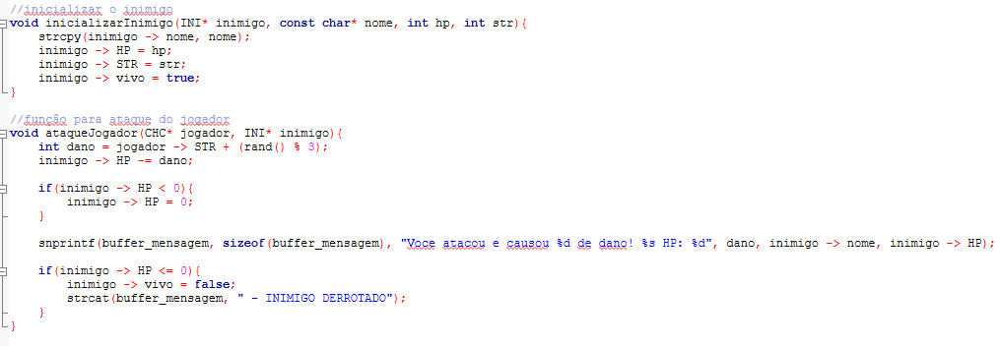 //inicializar o inimigo
void inicializarInimigo(INI* inimigo, const char* nome, int hp, int str){
    strcpy(inimigo -> nome, nome);
    inimigo -> HP = hp;
    inimigo -> STR = str;
    inimigo -> vivo = true;
}
//função para ataque do jogador
void ataqueJogador(CHC* jogador, INI* inimigo){
    int dano = jogador -> STR + (rand() % 3);
    inimigo -> HP -= dano;
    if(inimigo -> HP < 0){
        inimigo -> HP = 0;
    }
    snprintf(buffer_mensagem, sizeof(buffer_mensagem), "Voce atacou e causou %d de dano! %s HP: %d", dano, inimigo -> nome, inimigo -> HP);
    if(inimigo -> HP <= 0){
        inimigo -> vivo = false;
        strcat(buffer_mensagem, " - INIMIGO DERROTADO");
    }
}